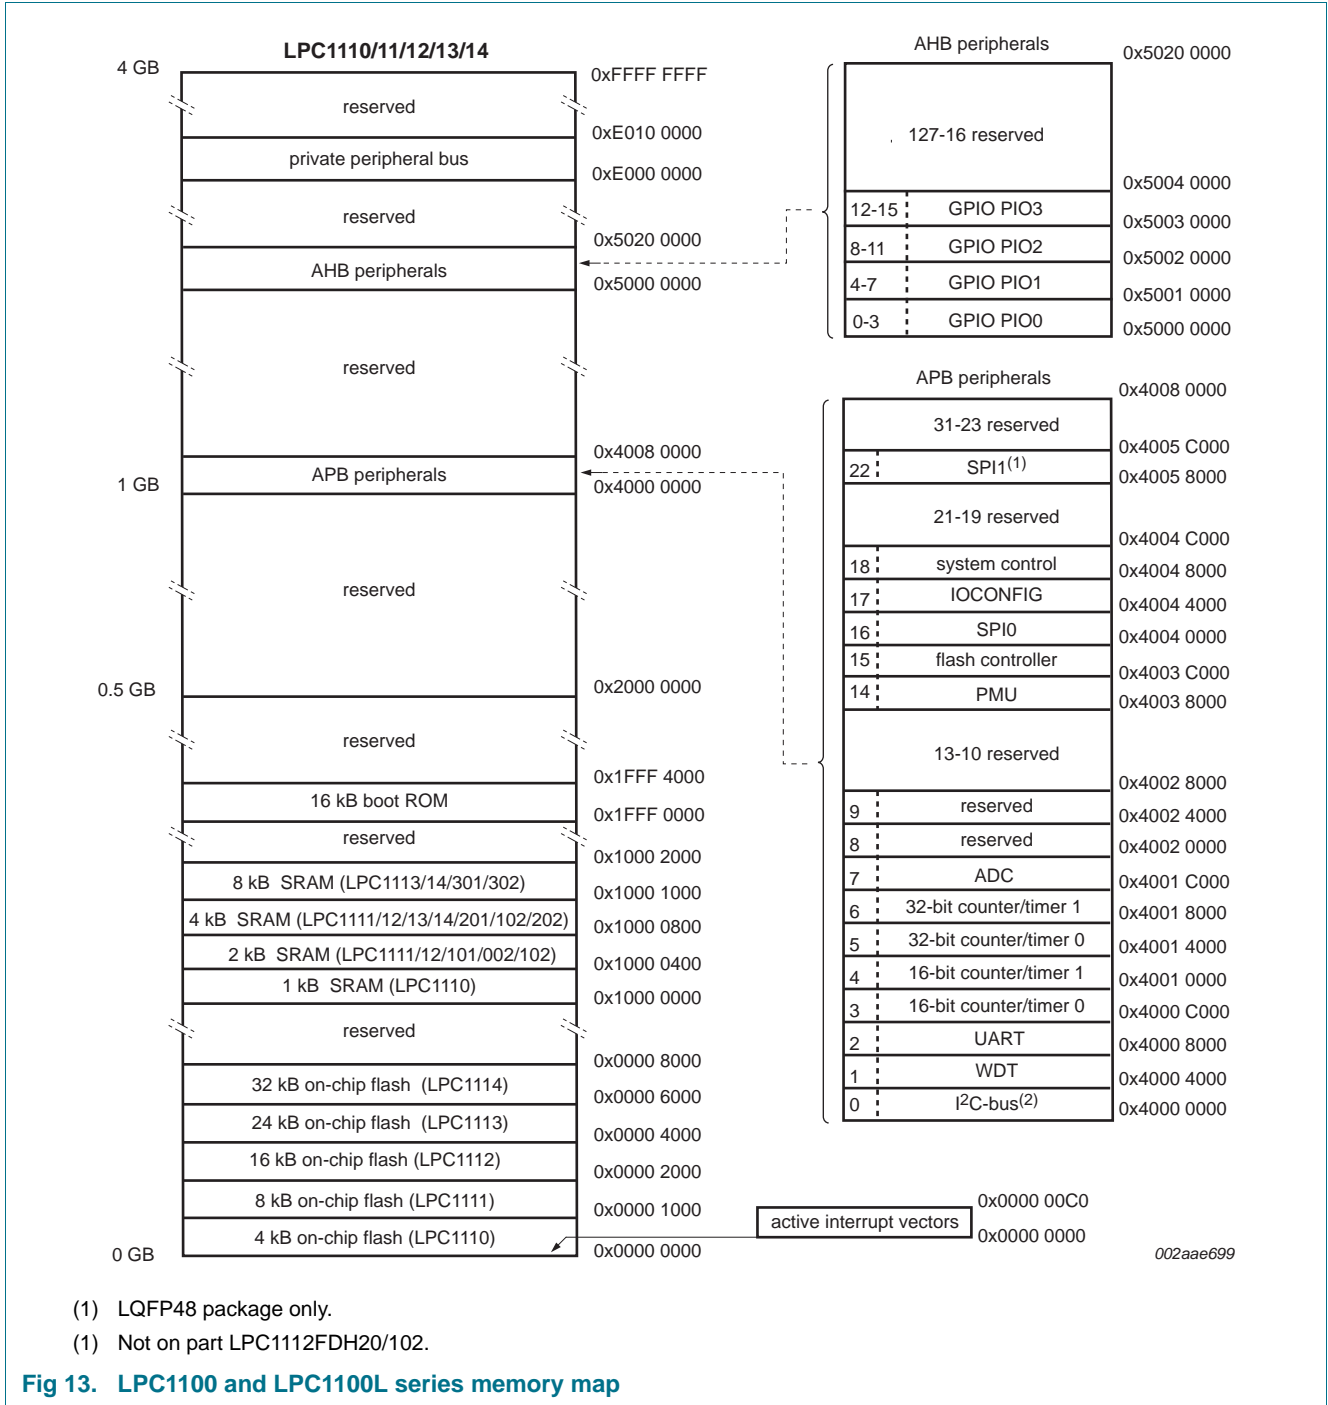 LPC1110/11/12/13/14
4 GB
0xFFFF FFFF
reserved
0xE010 0000
private peripheral bus
0xE000 0000
reserved
0x5020 0000
AHB peripherals
0x5000 0000
reserved
0x4008 0000
APB peripherals
1 GB
0x4000 0000
reserved
0.5 GB
0x2000 0000
reserved
0x1FFF 4000
16 kB boot ROM
0x1FFF 0000
reserved
0x1000 2000
8 kB SRAM (LPC1113/14/301/302)
0x1000 1000
4 kB SRAM (LPC1111/12/13/14/201/102/202)
0x1000 0800
2 kB SRAM (LPC1111/12/101/002/102)
0x1000 0400
1 kB SRAM (LPC1110)
0x1000 0000
reserved
0x0000 8000
32 kB on-chip flash (LPC1114)
0x0000 6000
24 kB on-chip flash (LPC1113)
0x0000 4000
16 kB on-chip flash (LPC1112)
0x0000 2000
8 kB on-chip flash (LPC1111)
0x0000 1000
4 kB on-chip flash (LPC1110)
0 GB
0x0000 0000
AHB peripherals
0x5020 0000
127-16 reserved
0x5004 0000
12-15 GPIO PIO3
0x5003 0000
8-11 GPIO PIO2
0x5002 0000
4-7 GPIO PIO1
0x5001 0000
0-3 GPIO PIO0
0x5000 0000
APB peripherals
0x4008 0000
31-23 reserved
0x4005 C000
22 SPI1(1)
0x4005 8000
21-19 reserved
0x4004 C000
18 system control
0x4004 8000
17 IOCONFIG
0x4004 4000
16 SPI0
0x4004 0000
15 flash controller
0x4003 C000
14 PMU
0x4003 8000
13-10 reserved
0x4002 8000
9 reserved
0x4002 4000
8 reserved
0x4002 0000
7 ADC
0x4001 C000
6 32-bit counter/timer 1
0x4001 8000
5 32-bit counter/timer 0
0x4001 4000
4 16-bit counter/timer 1
0x4001 0000
3 16-bit counter/timer 0
0x4000 C000
2 UART
0x4000 8000
1 WDT
0x4000 4000
0 I2C-bus(2)
0x4000 0000
0x0000 00C0
active interrupt vectors
0x0000 0000
002aae699
(1) LQFP48 package only.
(1) Not on part LPC1112FDH20/102.
Fig 13. LPC1100 and LPC1100L series memory map